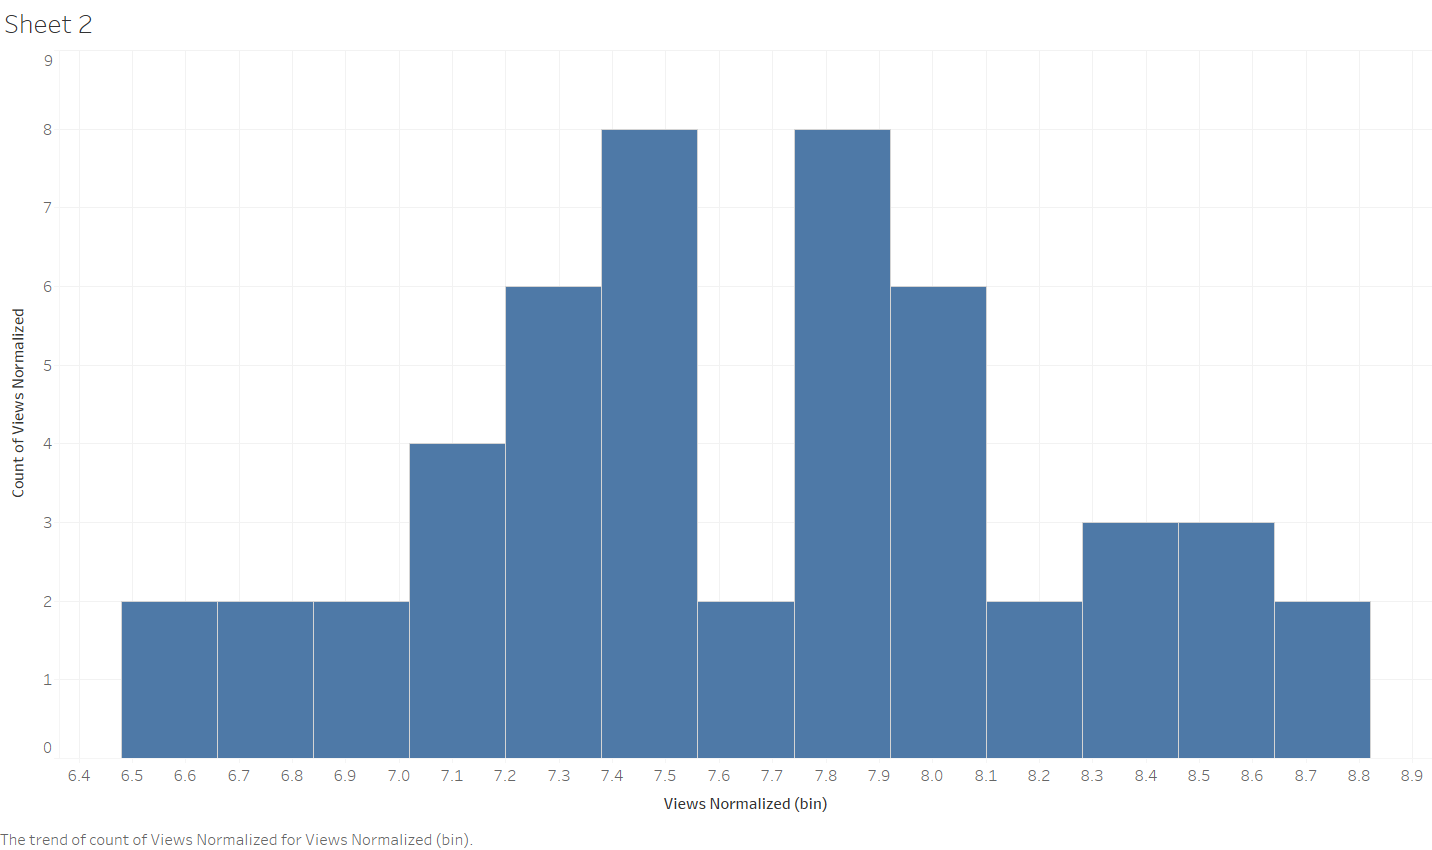 Sheet 2
9
8
7
6
5
4
3
2
1
0
Count of Views Normalized
6.4 6.5 6.6 6.7 6.8 6.9 7.0 7.1 7.2 7.3 7.4 7.5 7.6 7.7 7.8 7.9 8.0 8.1 8.2 8.3 8.4 8.5 8.6 8.7 8.8 8.9
Views Normalized (bin)
The trend of count of Views Normalized for Views Normalized (bin).